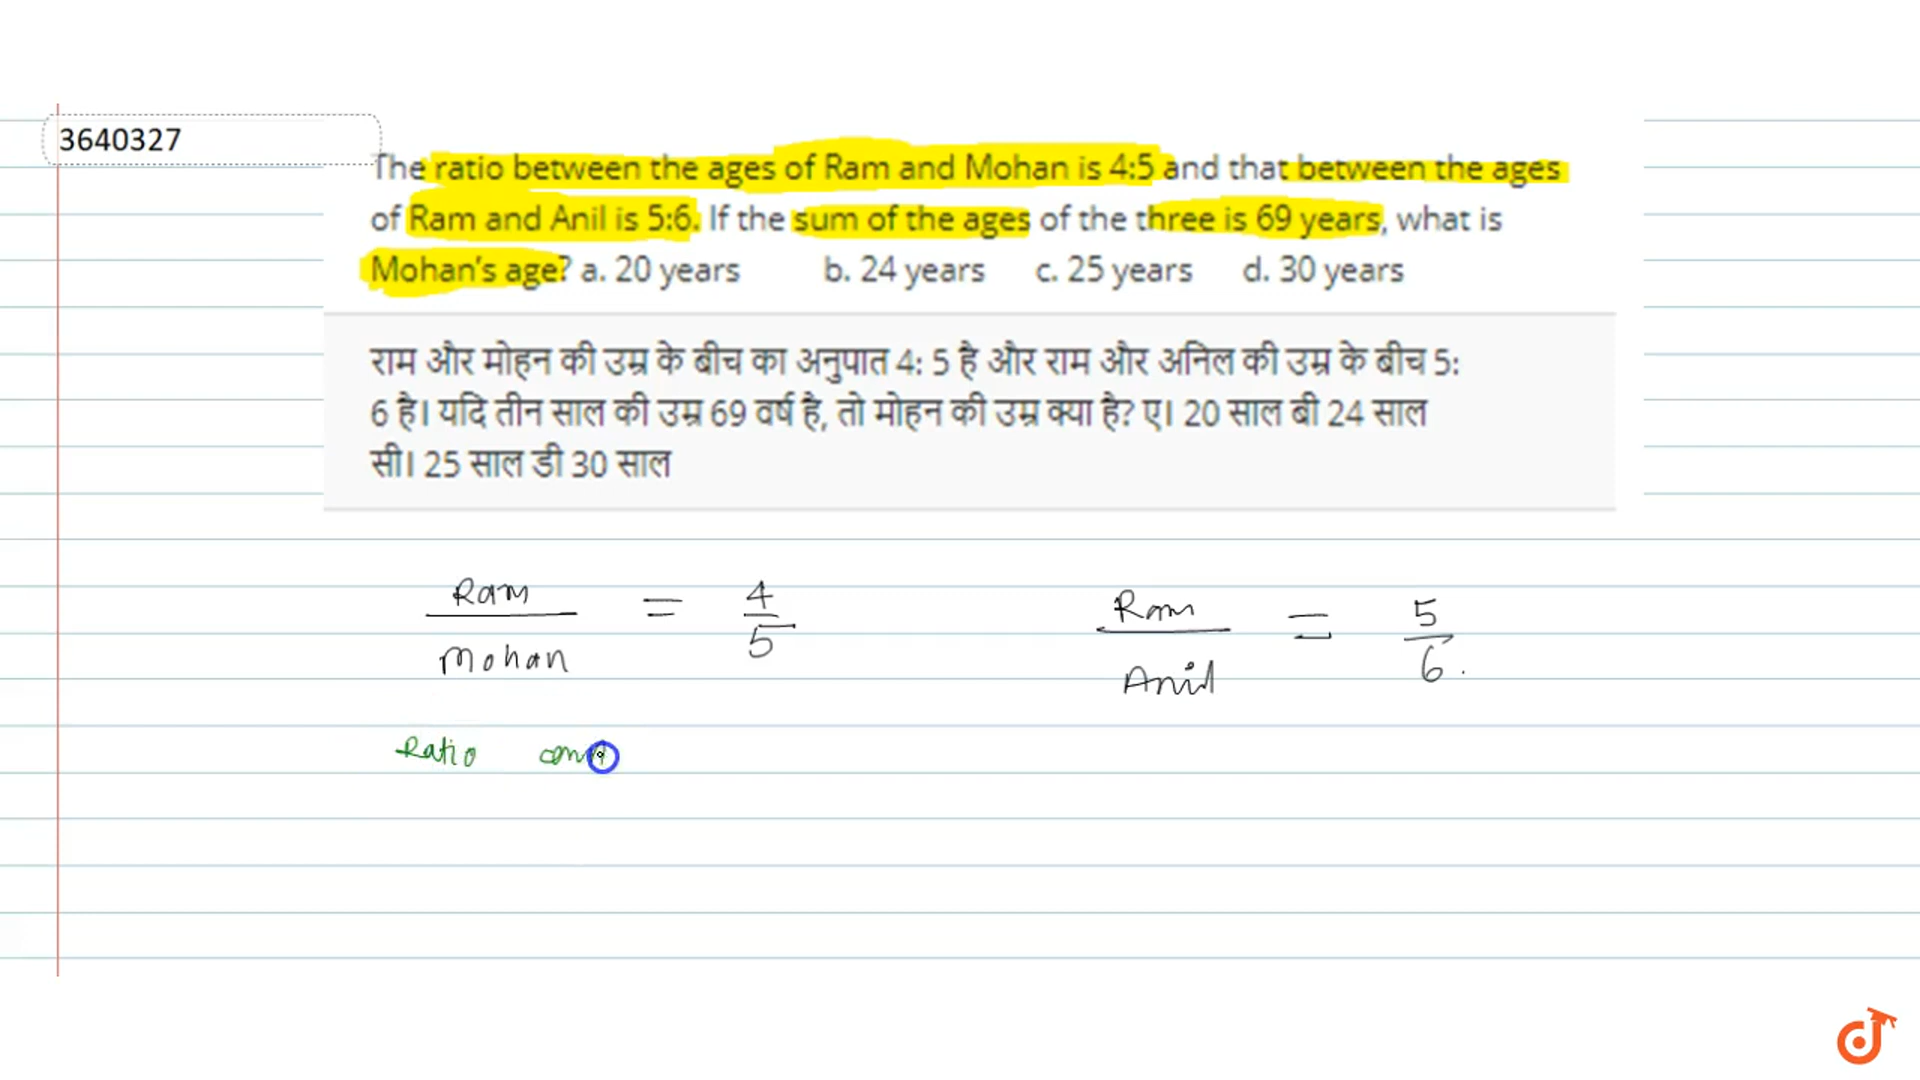 3640327
The ratio between the ages of Ram and Mohan is 4:5 and that between the ages
of Ram and Anil is 5:6. If the sum of the ages of the three is 69 years, what is
Mohan's age? a. 20 years b. 24 years c. 25 years d. 30 years
राम और मोहन की उम्र के बीच का अनुपात 4: 5 है और राम और अनिल की उम्र के बीच 5:
6 है। यदि तीन साल की उम्र 69 वर्ष है, तो मोहन की उम्र क्या है? ए। 20 साल बी 24 साल
सी। 25 साल डी 30 साल
Ram = 4 Ram = 5
Mohan 5 Anil 6.
Ratio